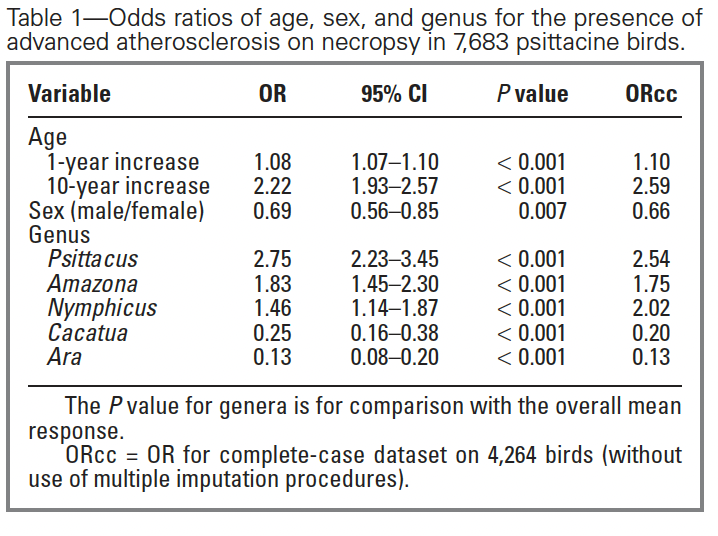 Table 1—Odds ratios of age, sex, and genus for the presence of
advanced atherosclerosis on necropsy in 7,683 psittacine birds.
Variable OR 95% CI P value ORcc
Age
1-year increase 1.08 1.07–1.10 < 0.001 1.10
10-year increase 2.22 1.93–2.57 < 0.001 2.59
Sex (male/female) 0.69 0.56–0.85 0.007 0.66
Genus
Psittacus 2.75 2.23–3.45 < 0.001 2.54
Amazona 1.83 1.45–2.30 < 0.001 1.75
Nymphicus 1.46 1.14–1.87 < 0.001 2.02
Cacatua 0.25 0.16–0.38 < 0.001 0.20
Ara 0.13 0.08–0.20 < 0.001 0.13
The P value for genera is for comparison with the overall mean
response.
ORcc = OR for complete-case dataset on 4,264 birds (without
use of multiple imputation procedures).